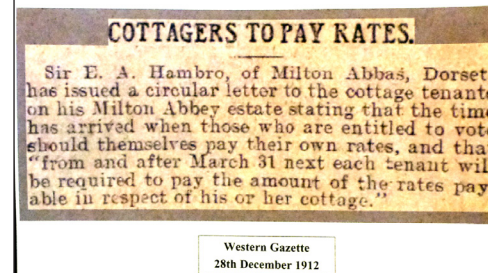 COTTAGERS TO PAY RATES.
Sir E. A. Hambro, of Milton Abbas, Dorset
has issued a circular letter to the cottage tenants
on his Milton Abbey estate stating that the time
has arrived when those who are entitled to vote
should themselves pay their own rates, and that
"from and after March 31 next each tenant wil
be required to pay the amount of the rates pay
able in respect of his or her cottage."
Western Gazette
28th December 1912